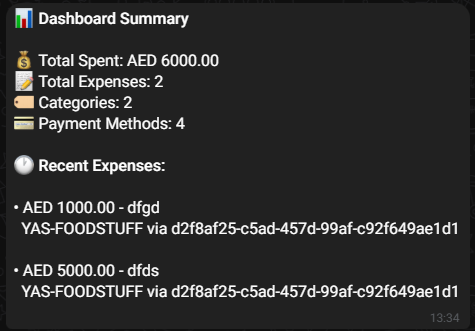 📊 Dashboard Summary
💰 Total Spent: AED 6000.00
📝 Total Expenses: 2
🏷️ Categories: 2
💳 Payment Methods: 4
🕐 Recent Expenses:
• AED 1000.00 - dfgd
YAS-FOODSTUFF via d2f8af25-c5ad-457d-99af-c92f649ae1d1
• AED 5000.00 - dfds
YAS-FOODSTUFF via d2f8af25-c5ad-457d-99af-c92f649ae1d1
13:34